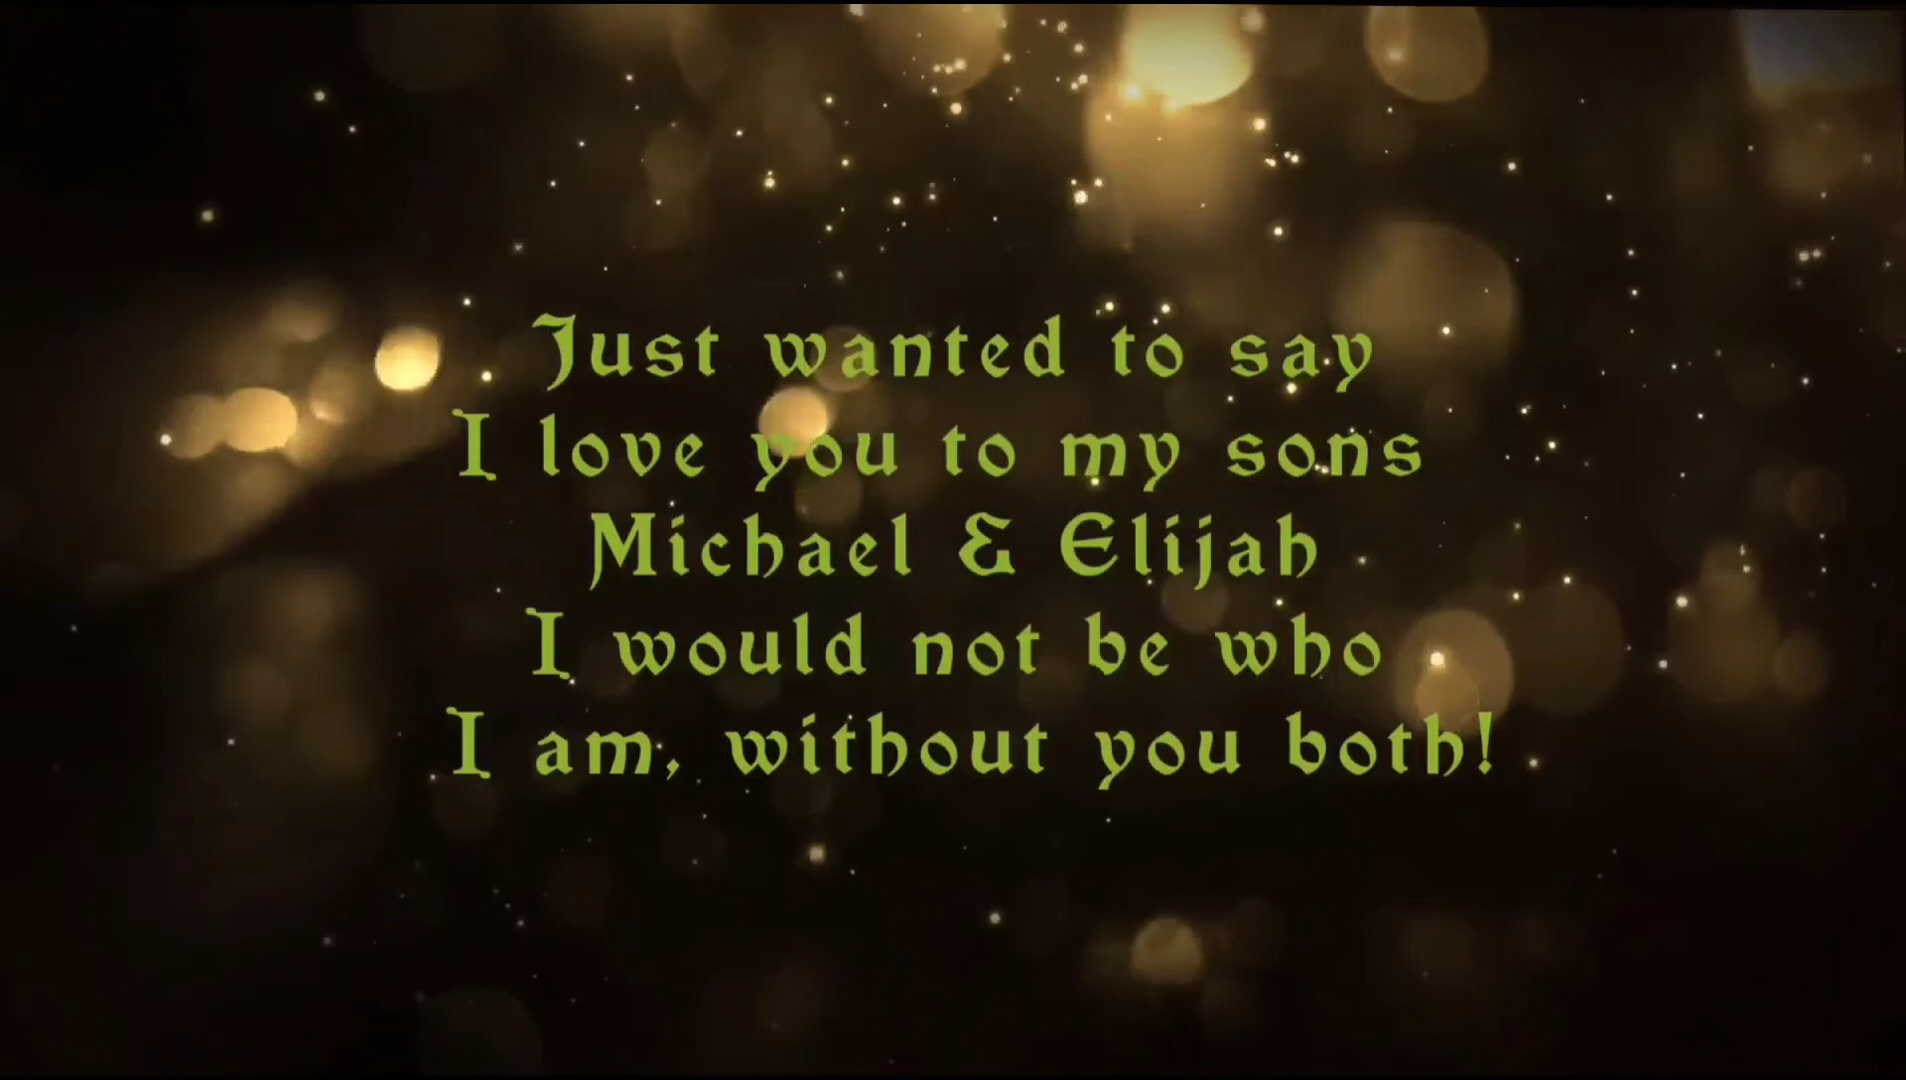 Just wanted to say
I love you to my sons
Michael & Elijah
I would not be who
I am, without you both!